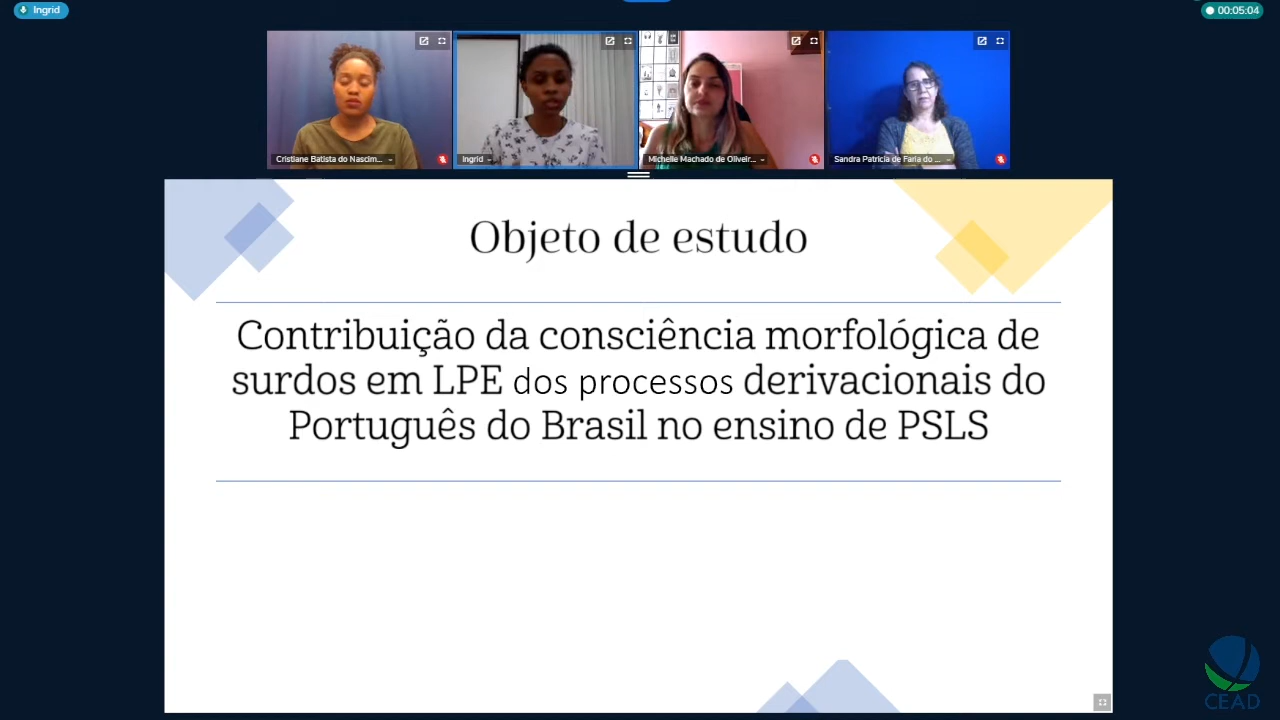 Ingrid
00:05:04
Cristiane Batista do Nascim...
Ingrid
Michelle Machado de Oliveir...
Sandra Patricia de Faria do ...
Objeto de estudo
Contribuição da consciência morfológica de
surdos em LPE dos processos derivacionais do
Português do Brasil no ensino de PSLS
CEAD